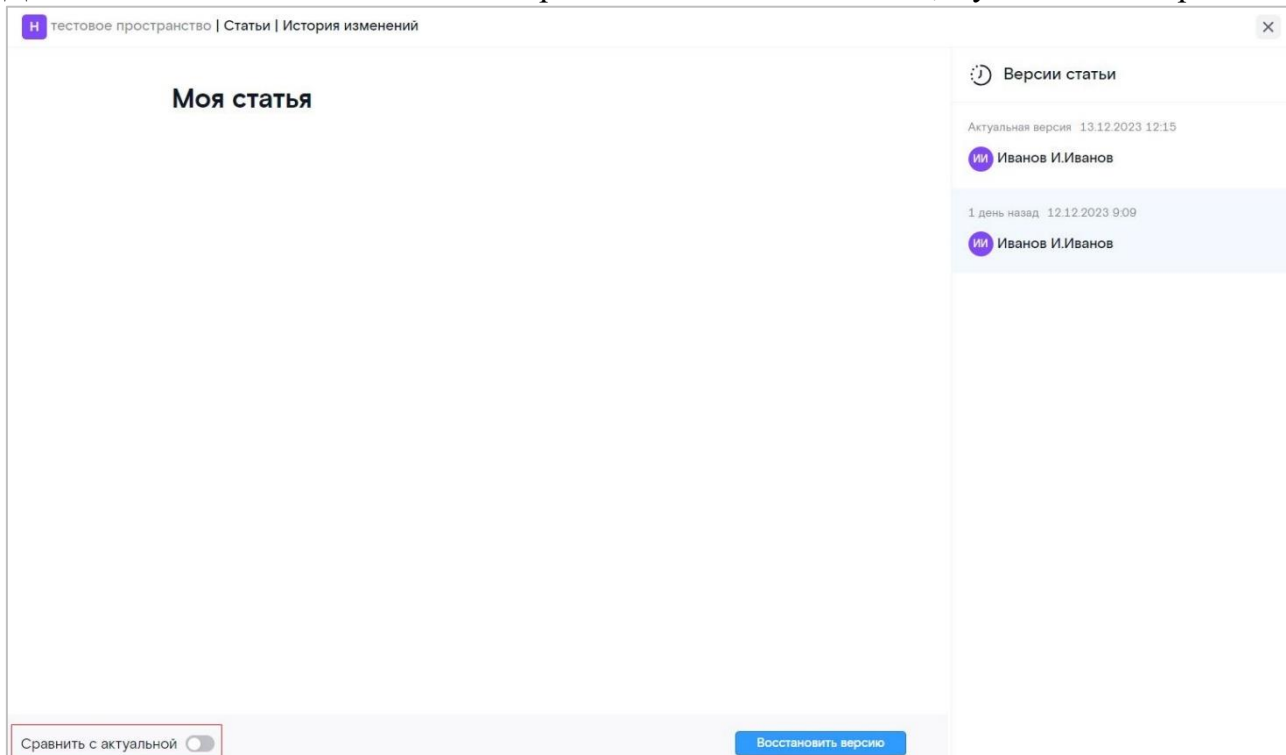 Н тестовое пространство | Статьи | История изменений
Моя статья
Версии статьи
Актуальная версия 13.12.2023 12:15
ИИ Иванов И.Иванов
1 день назад 12.12.2023 9:09
ИИ Иванов И.Иванов
Сравнить с актуальной
Восстановить версию